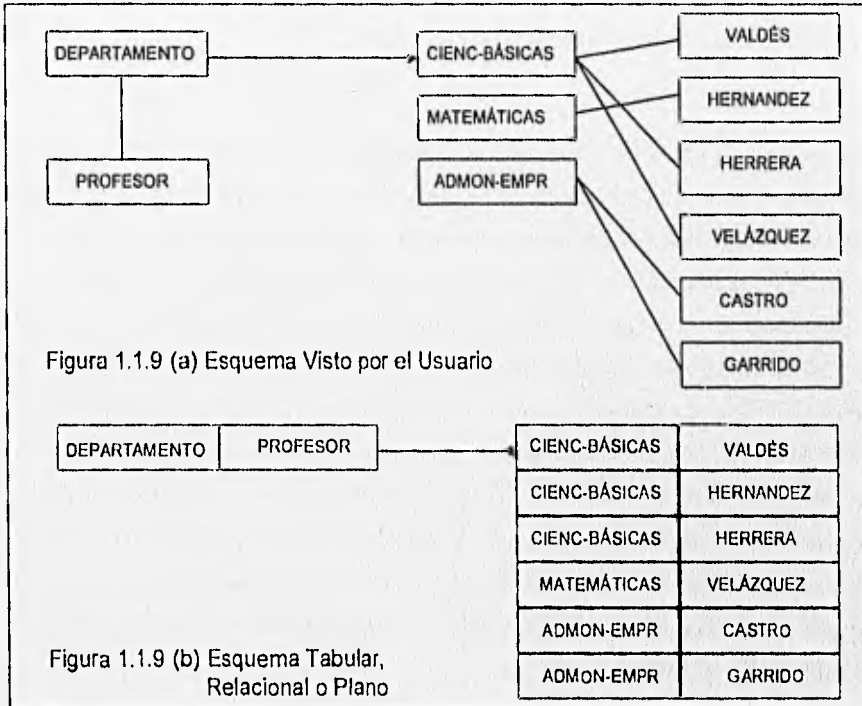 DEPARTAMENTO
PROFESOR
CIENC-BÁSICAS
MATEMÁTICAS
ADMON-EMPR
VALDÉS
HERNANDEZ
HERRERA
VELÁZQUEZ
CASTRO
GARRIDO
Figura 1.1.9 (a) Esquema Visto por el Usuario
DEPARTAMENTO PROFESOR
CIENC-BÁSICAS VALDÉS
CIENC-BÁSICAS HERNANDEZ
CIENC-BÁSICAS HERRERA
MATEMÁTICAS VELÁZQUEZ
ADMON-EMPR CASTRO
ADMON-EMPR GARRIDO
Figura 1.1.9 (b) Esquema Tabular,
Relacional o Plano